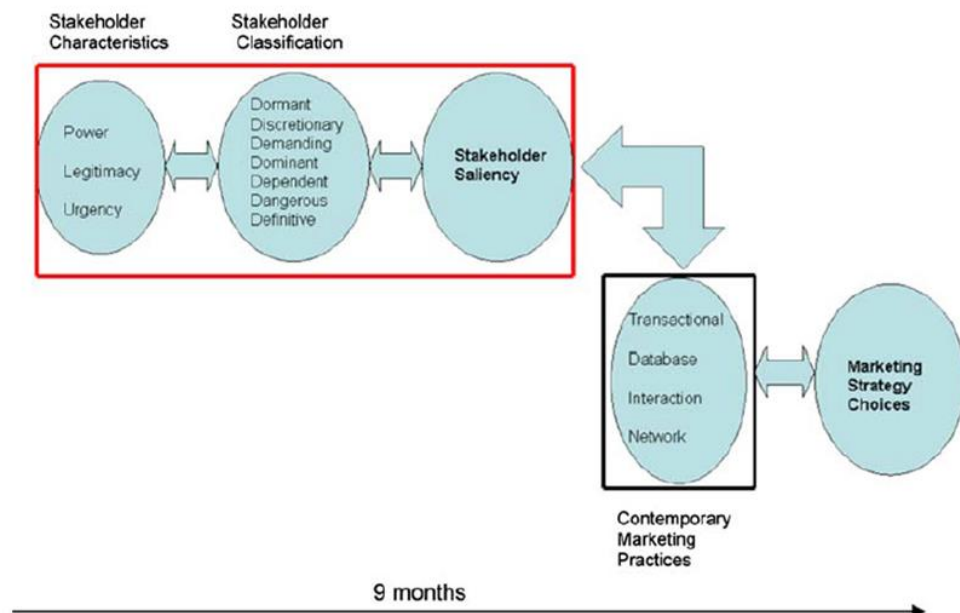 Stakeholder
Characteristics
Stakeholder
Classification
Power
Legitimacy
Urgency
Dormant
Discretionary
Demanding
Dominant
Dependent
Dangerous
Definitive
Stakeholder
Saliency
Transactional
Database
Interaction
Network
Marketing
Strategy
Choices
Contemporary
Marketing
Practices
9 months